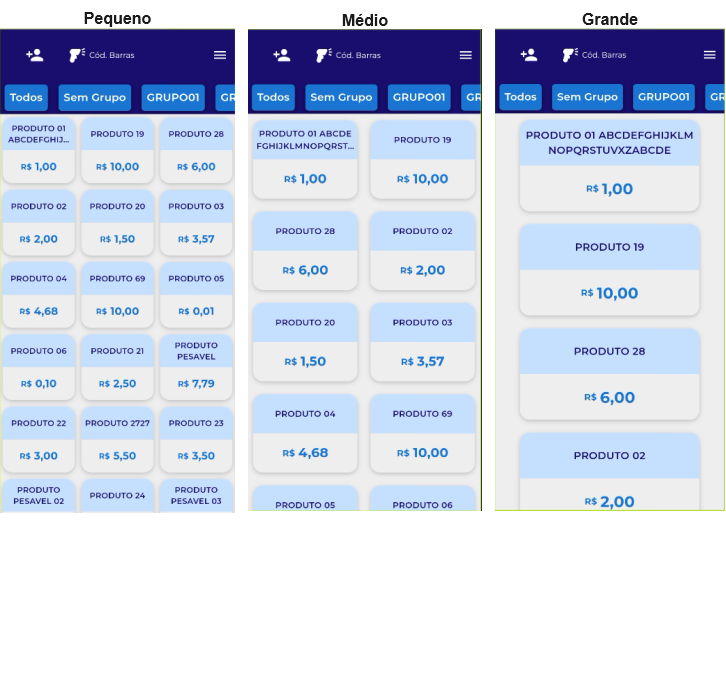 Pequeno
Cód. Barras
Todos
Sem Grupo
GRUPO01
GR
PRODUTO 01
ABCDEFGHIJ...
R$ 1,00
PRODUTO 19
R$ 10,00
PRODUTO 28
R$ 6,00
PRODUTO 02
R$ 2,00
PRODUTO 20
R$ 1,50
PRODUTO 03
R$ 3,57
PRODUTO 04
R$ 4,68
PRODUTO 69
R$ 10,00
PRODUTO 05
R$ 0,01
PRODUTO 06
R$ 0,10
PRODUTO 21
R$ 2,50
PRODUTO
PESAVEL
R$ 7,79
PRODUTO 22
R$ 3,00
PRODUTO 2727
R$ 5,50
PRODUTO 23
R$ 3,50
PRODUTO
PESAVEL 02
PRODUTO 24
PRODUTO
PESAVEL 03
Médio
Cód. Barras
Todos
Sem Grupo
GRUPO01
G
PRODUTO 01 ABCDE
FGHIJKLMNOPQRST...
R$ 1,00
PRODUTO 19
R$ 10,00
PRODUTO 28
R$ 6,00
PRODUTO 02
R$ 2,00
PRODUTO 20
R$ 1,50
PRODUTO 03
R$ 3,57
PRODUTO 04
R$ 4,68
PRODUTO 69
R$ 10,00
PRODUTO 05
PRODUTO 06
Grande
Cód. Barras
Todos
Sem Grupo
GRUPO01
G
PRODUTO 01 ABCDEFGHIJKLM
NOPQRSTUVXZABCDE
R$ 1,00
PRODUTO 19
R$ 10,00
PRODUTO 28
R$ 6,00
PRODUTO 02
R$ 2,00